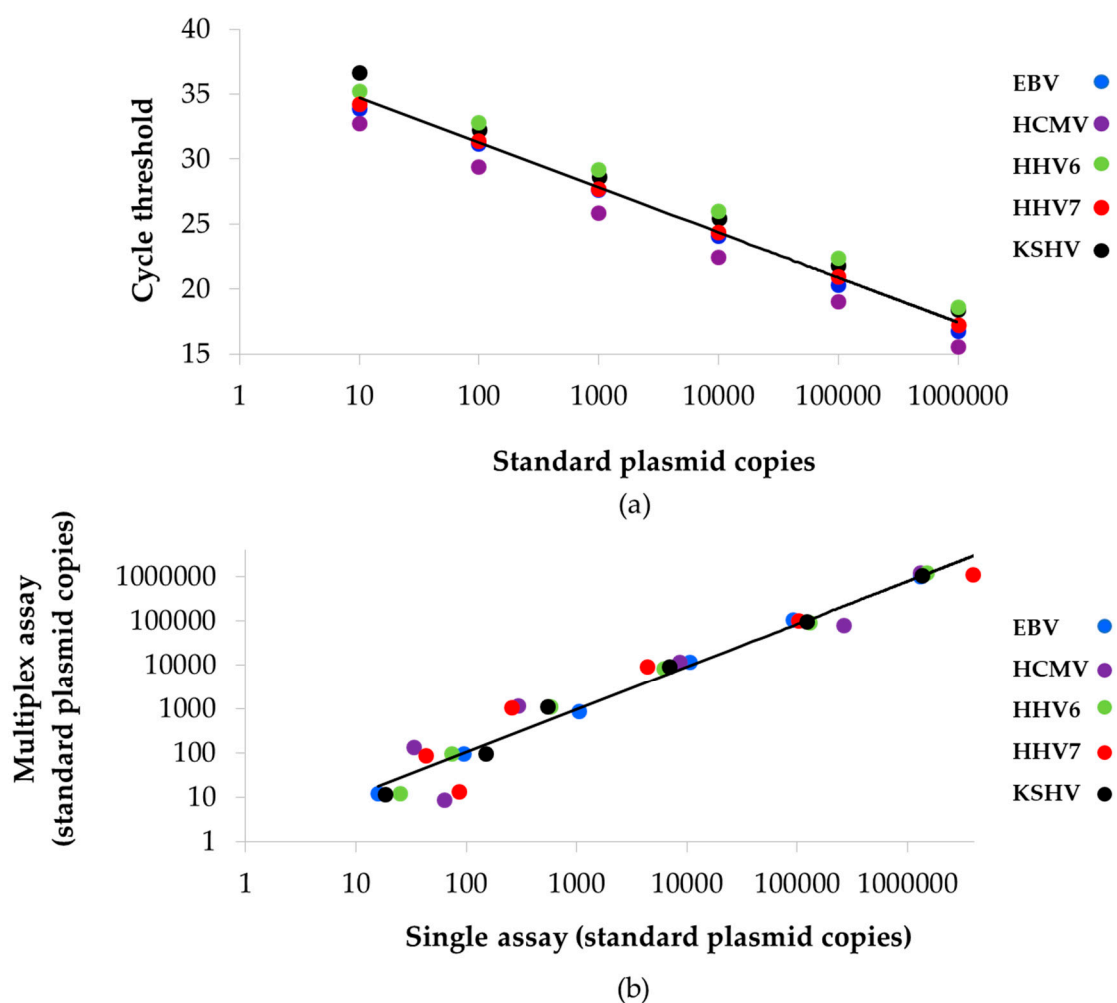 40
35
30
25
20
15
Cycle threshold
1 10 100 1000 10000 100000 1000000
Standard plasmid copies
EBV
HCMV
HHV6
HHV7
KSHV
(a)
Multiplex assay
(standard plasmid copies)
1000000
100000
10000
1000
100
10
1
1 10 100 1000 10000 100000 1000000
Single assay (standard plasmid copies)
EBV
HCMV
HHV6
HHV7
KSHV
(b)